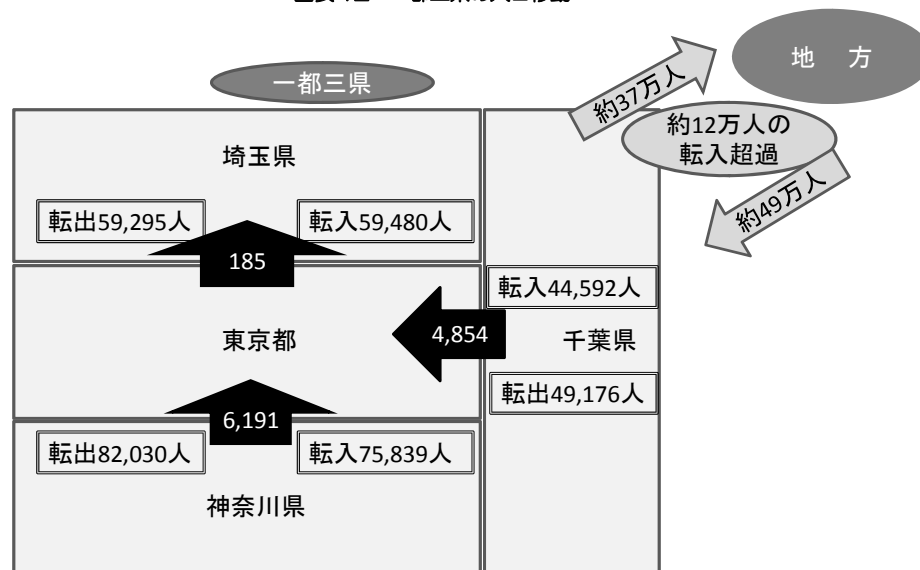 一都三県
地　方
約37万人
約12万人の
転入超過
約49万人
埼玉県
転出59,295人
転入59,480人
185
転入44,592人
東京都
4,854
千葉県
転出49,176人
6,191
転出82,030人
転入75,839人
神奈川県